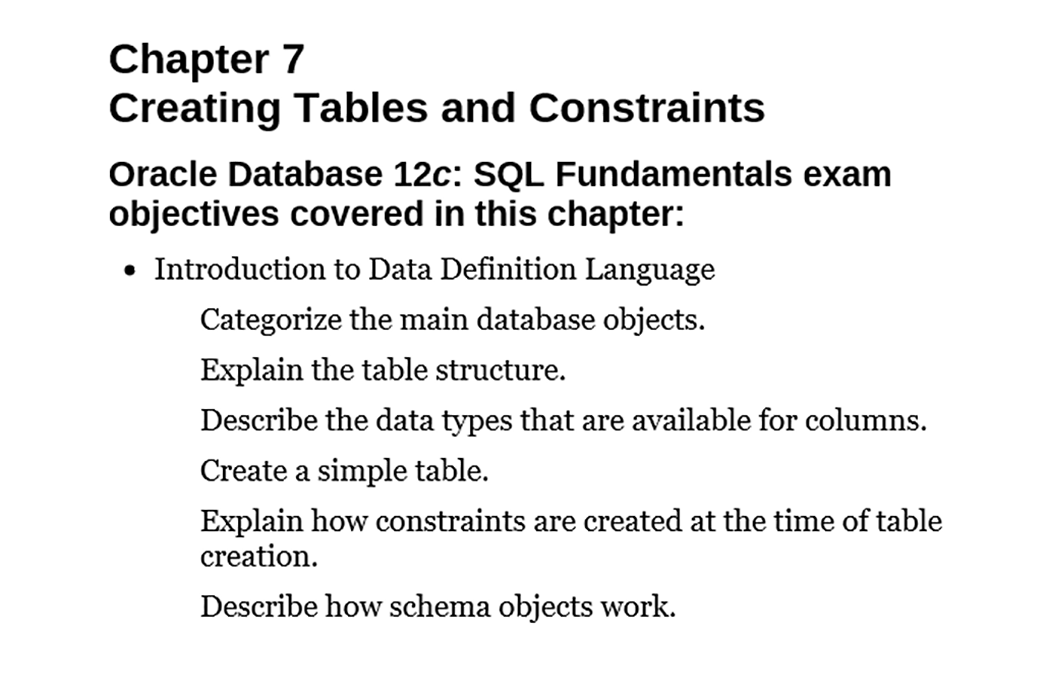 Chapter 7
Creating Tables and Constraints
Oracle Database 12c: SQL Fundamentals exam
objectives covered in this chapter:
• Introduction to Data Definition Language
Categorize the main database objects.
Explain the table structure.
Describe the data types that are available for columns.
Create a simple table.
Explain how constraints are created at the time of table
creation.
Describe how schema objects work.